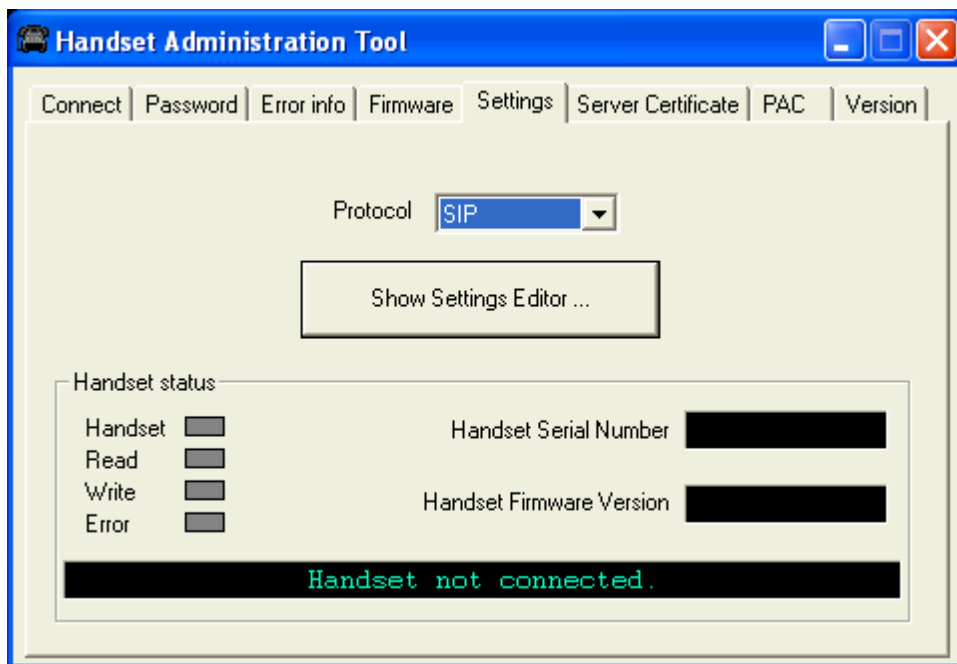 Handset Administration Tool
Connect Password Error info Firmware Settings Server Certificate PAC Version
Protocol SIP
Show Settings Editor ...
Handset status
Handset
Read
Write
Error
Handset Serial Number
Handset Firmware Version
Handset not connected.